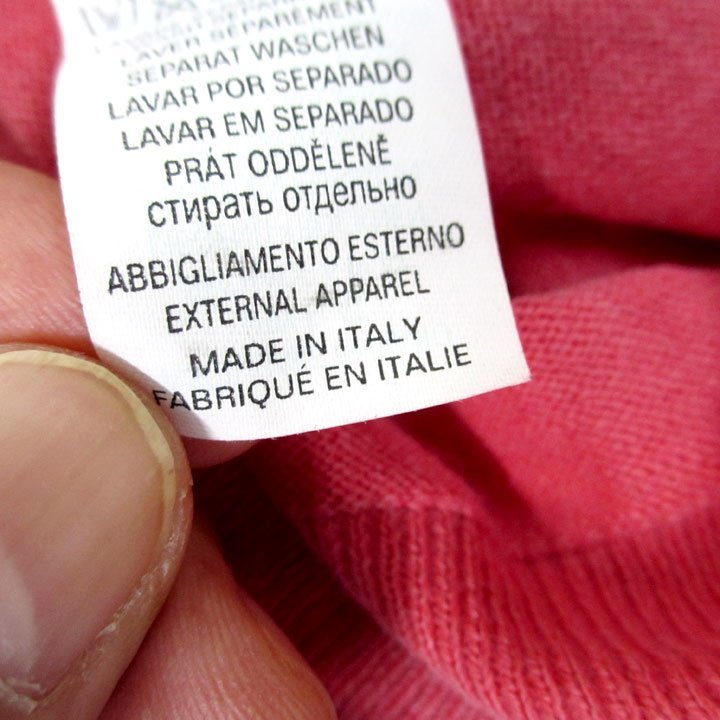 LAVER SÉPARÉMENT
SEPARAT WASCHEN
LAVAR POR SEPARADO
LAVAR EM SEPARADO
PRÁT ODDĚLENĚ
стирать отдельно
ABBIGLIAMENTO ESTERNO
EXTERNAL APPAREL
MADE IN ITALY
FABRIQUÉ EN ITALIE